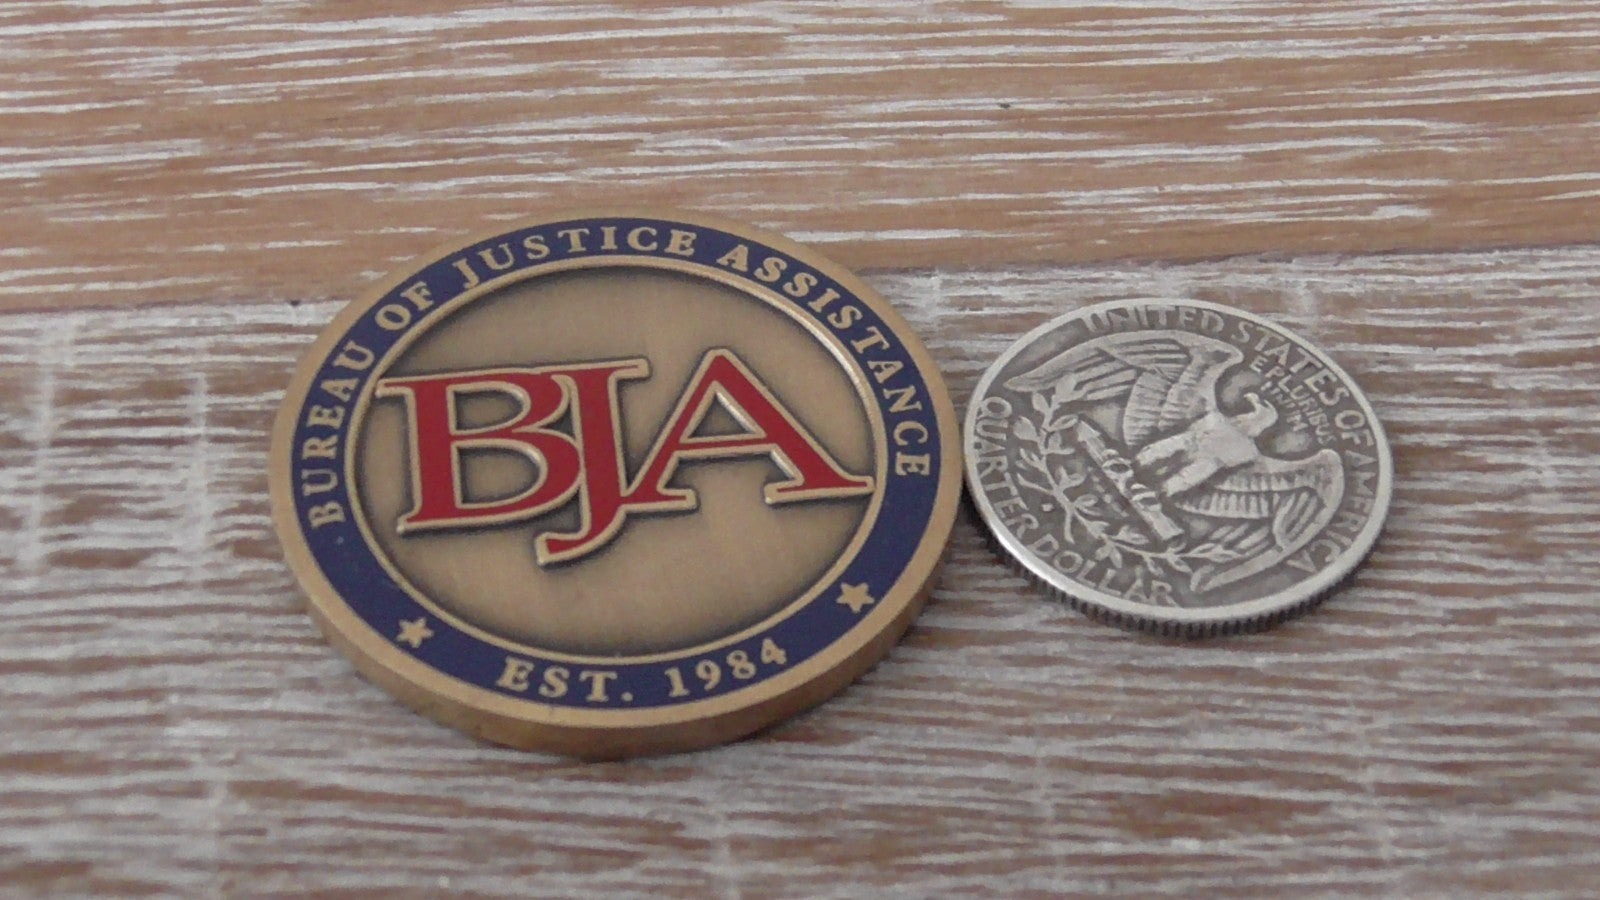 BUREAU OF JUSTICE ASSISTANCE
BJA
EST. 1984
UNITED STATES OF AMERICA
E PLURIBUS
UNUM
QUARTER DOLLAR